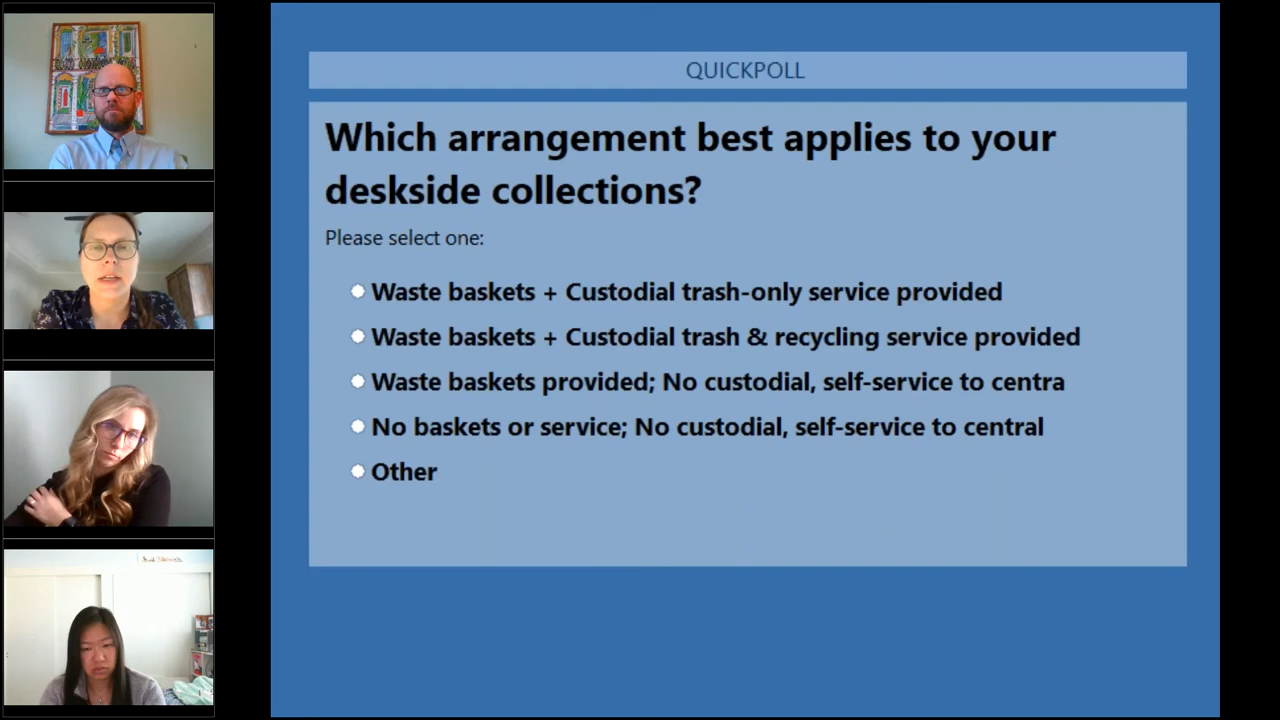 QUICKPOLL
Which arrangement best applies to your
deskside collections?
Please select one:
Waste baskets + Custodial trash-only service provided
Waste baskets + Custodial trash & recycling service provided
Waste baskets provided; No custodial, self-service to centra
No baskets or service; No custodial, self-service to central
Other